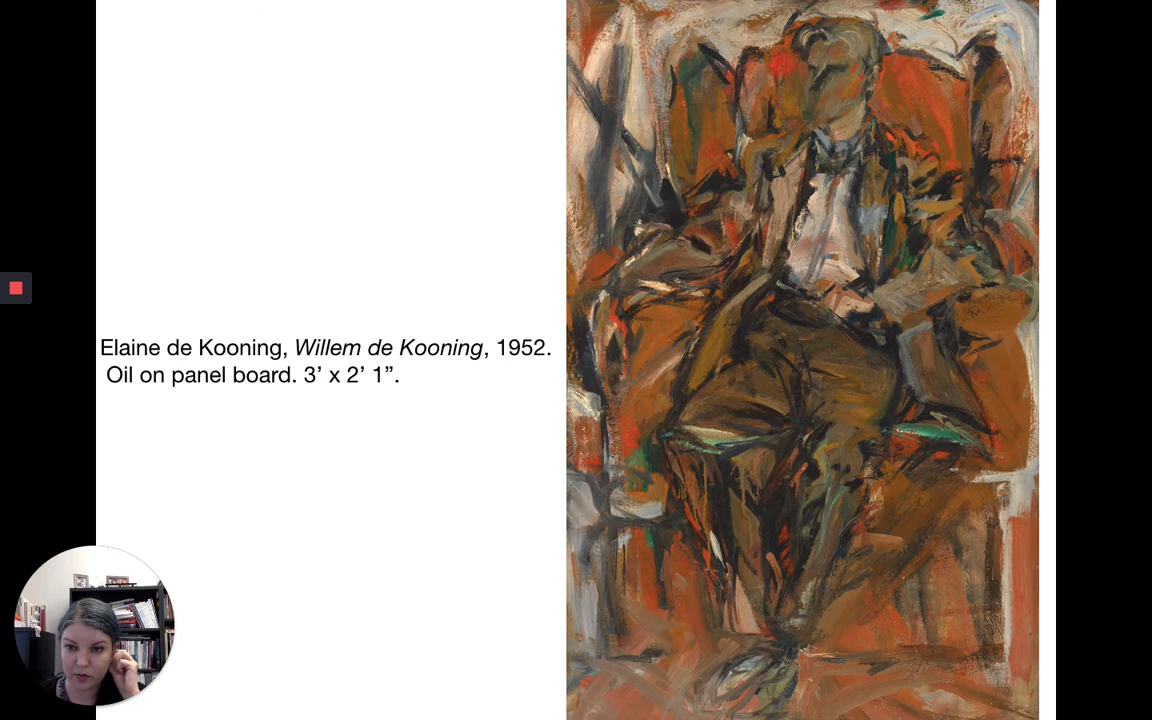 Elaine de Kooning, Willem de Kooning, 1952.
Oil on panel board. 3’ x 2’ 1”.